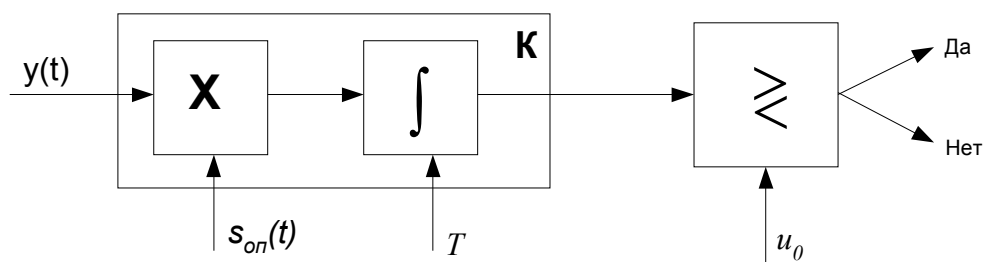 К
Да
y(t)
X
∫
≷
Нет
s_оп(t)
T
u_0